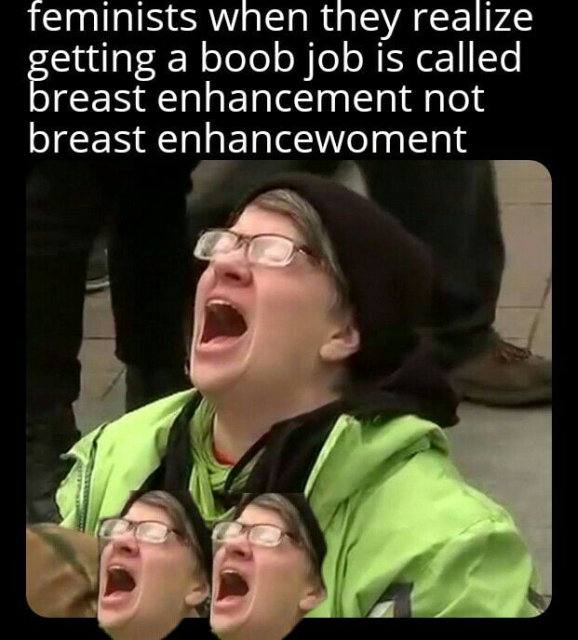 feminists when they realize
getting a boob job is called
breast enhancement not
breast enhancewoment